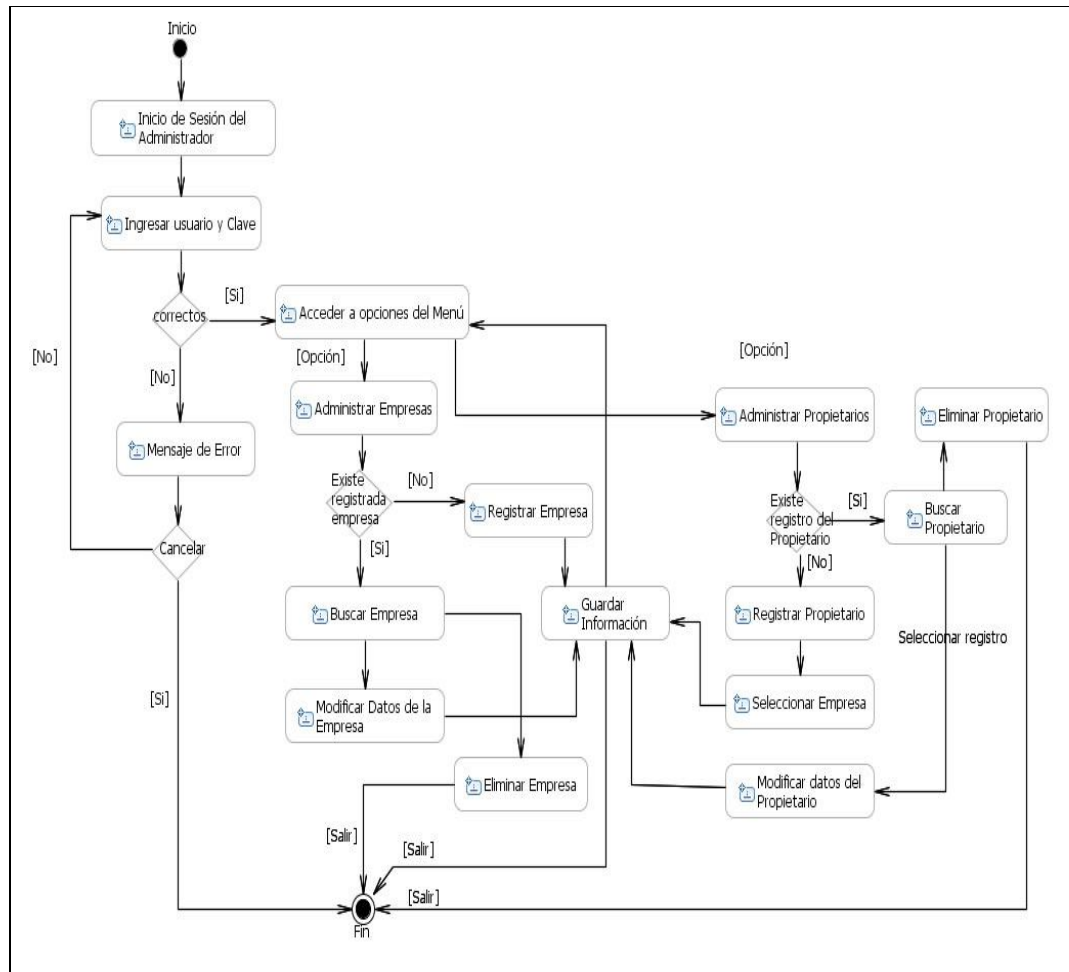 Inicio
Inicio de Sesión del
Administrador
Ingresar usuario y Clave
correctos
[Si]
[No]
[No]
Mensaje de Error
Cancelar
[Si]
Acceder a opciones del Menú
[Opción]
Administrar Empresas
Existe
registrada
empresa
[No]
Registrar Empresa
[Si]
Buscar Empresa
Modificar Datos de la
Empresa
Eliminar Empresa
Guardar
Información
[Opción]
Administrar Propietarios
Eliminar Propietario
Existe
registro del
Propietario
[Si]
Buscar
Propietario
[No]
Registrar Propietario
Seleccionar registro
Seleccionar Empresa
Modificar datos del
Propietario
[Salir]
[Salir]
[Salir]
Fin